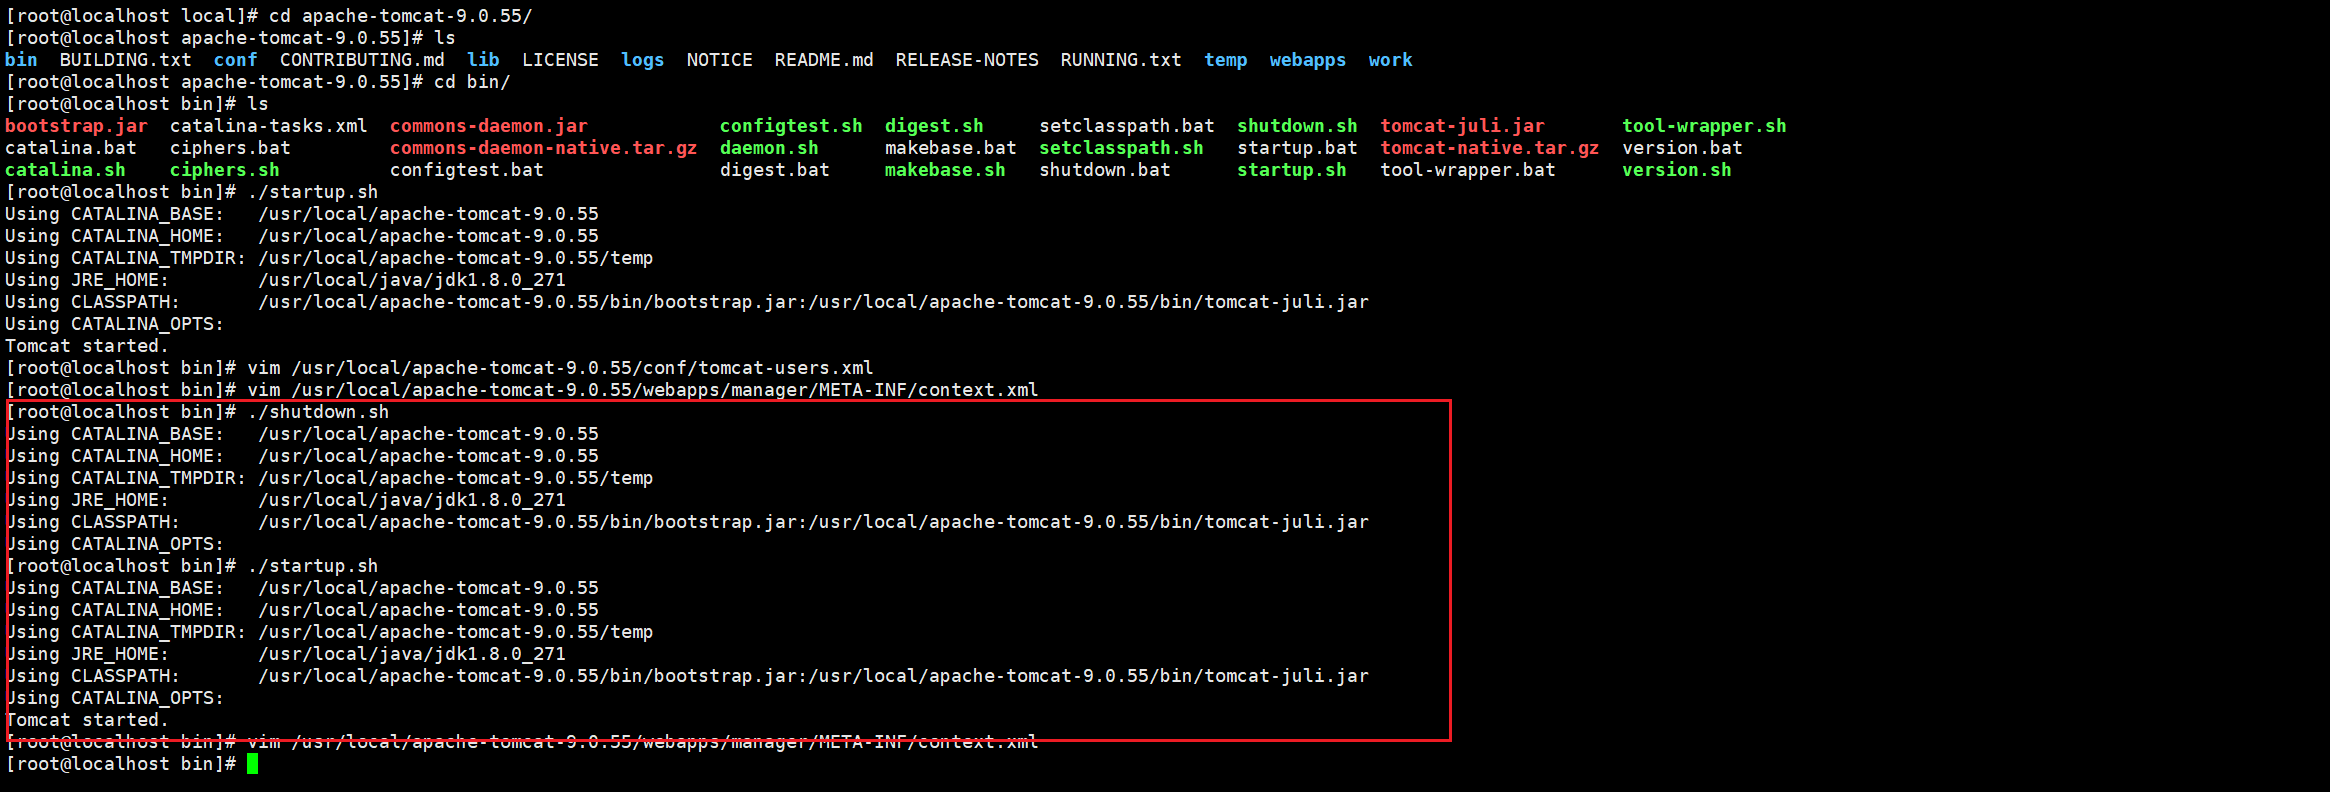 [root@localhost local]# cd apache-tomcat-9.0.55/
[root@localhost apache-tomcat-9.0.55]# ls
bin  BUILDING.txt  conf  CONTRIBUTING.md  lib  LICENSE  logs  NOTICE  README.md  RELEASE-NOTES  RUNNING.txt  temp  webapps  work
[root@localhost apache-tomcat-9.0.55]# cd bin/
[root@localhost bin]# ls
bootstrap.jar  catalina-tasks.xml  commons-daemon.jar            configtest.sh  digest.sh     setclasspath.bat  shutdown.sh  tomcat-juli.jar       tool-wrapper.sh
catalina.bat   ciphers.bat         commons-daemon-native.tar.gz  daemon.sh      makebase.bat  setclasspath.sh   startup.bat  tomcat-native.tar.gz  version.bat
catalina.sh    ciphers.sh          configtest.bat                digest.bat     makebase.sh   shutdown.bat      startup.sh   tool-wrapper.bat      version.sh
[root@localhost bin]# ./startup.sh
Using CATALINA_BASE:   /usr/local/apache-tomcat-9.0.55
Using CATALINA_HOME:   /usr/local/apache-tomcat-9.0.55
Using CATALINA_TMPDIR: /usr/local/apache-tomcat-9.0.55/temp
Using JRE_HOME:        /usr/local/java/jdk1.8.0_271
Using CLASSPATH:       /usr/local/apache-tomcat-9.0.55/bin/bootstrap.jar:/usr/local/apache-tomcat-9.0.55/bin/tomcat-juli.jar
Using CATALINA_OPTS:
Tomcat started.
[root@localhost bin]# vim /usr/local/apache-tomcat-9.0.55/conf/tomcat-users.xml
[root@localhost bin]# vim /usr/local/apache-tomcat-9.0.55/webapps/manager/META-INF/context.xml
[root@localhost bin]# ./shutdown.sh
Using CATALINA_BASE:   /usr/local/apache-tomcat-9.0.55
Using CATALINA_HOME:   /usr/local/apache-tomcat-9.0.55
Using CATALINA_TMPDIR: /usr/local/apache-tomcat-9.0.55/temp
Using JRE_HOME:        /usr/local/java/jdk1.8.0_271
Using CLASSPATH:       /usr/local/apache-tomcat-9.0.55/bin/bootstrap.jar:/usr/local/apache-tomcat-9.0.55/bin/tomcat-juli.jar
Using CATALINA_OPTS:
[root@localhost bin]# ./startup.sh
Using CATALINA_BASE:   /usr/local/apache-tomcat-9.0.55
Using CATALINA_HOME:   /usr/local/apache-tomcat-9.0.55
Using CATALINA_TMPDIR: /usr/local/apache-tomcat-9.0.55/temp
Using JRE_HOME:        /usr/local/java/jdk1.8.0_271
Using CLASSPATH:       /usr/local/apache-tomcat-9.0.55/bin/bootstrap.jar:/usr/local/apache-tomcat-9.0.55/bin/tomcat-juli.jar
Using CATALINA_OPTS:
Tomcat started.
[root@localhost bin]# vim /usr/local/apache-tomcat-9.0.55/webapps/manager/META-INF/context.xml
[root@localhost bin]#